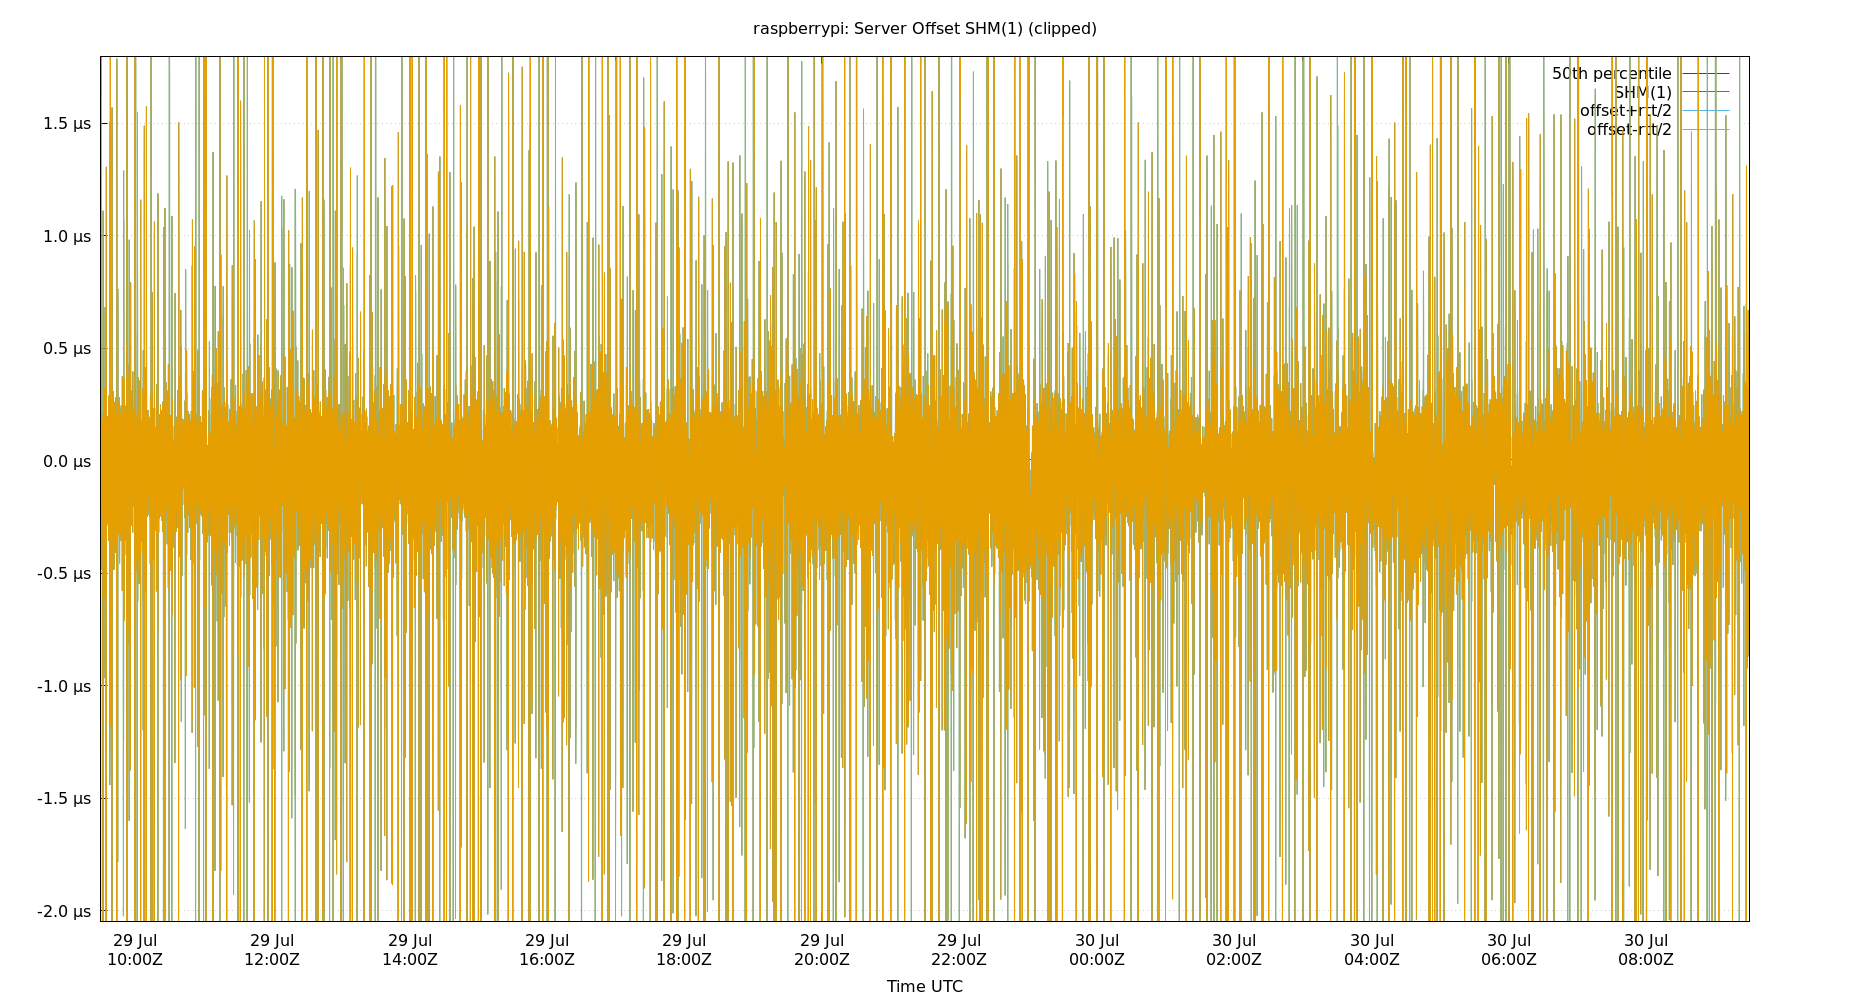 raspberrypi: Server Offset SHM(1) (clipped)
50th percentile
SHM(1)
offset+rtt/2
offset-rtt/2
1.5 µs
1.0 µs
0.5 µs
0.0 µs
-0.5 µs
-1.0 µs
-1.5 µs
-2.0 µs
29 Jul 29 Jul 29 Jul 29 Jul 29 Jul 29 Jul 29 Jul 30 Jul 30 Jul 30 Jul 30 Jul 30 Jul
10:00Z 12:00Z 14:00Z 16:00Z 18:00Z 20:00Z 22:00Z 00:00Z 02:00Z 04:00Z 06:00Z 08:00Z
Time UTC